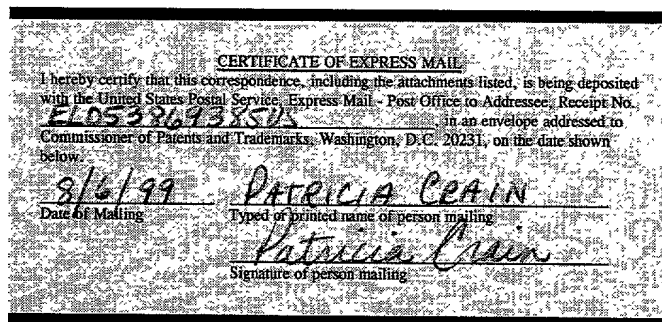 CERTIFICATE OF EXPRESS MAIL
I hereby certify that this correspondence, including the attachments listed, is being deposited
with the United States Postal Service, Express Mail - Post Office to Addressee, Receipt No.
EL053869385US in an envelope addressed to
Commissioner of Patents and Trademarks, Washington, D.C. 20231, on the date shown
below.
8/6/99 PATRICIA CRAIN
Date of Mailing Typed or printed name of person mailing
Patricia Crain
Signature of person mailing